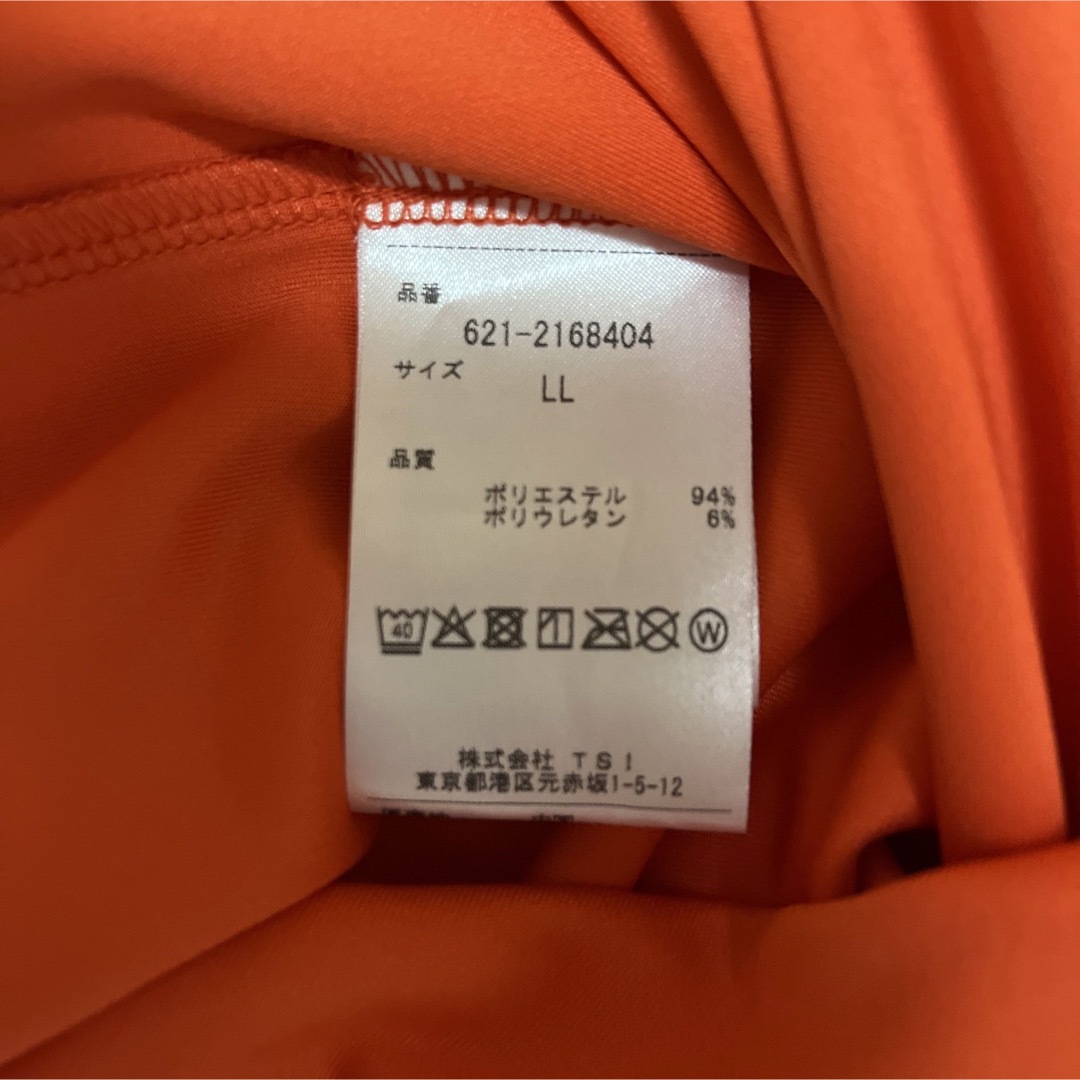 品番
621-2168404
サイズ
LL
品質
ポリエステル 94%
ポリウレタン 6%
40 W
株式会社 TSI
東京都港区元赤坂1-5-12